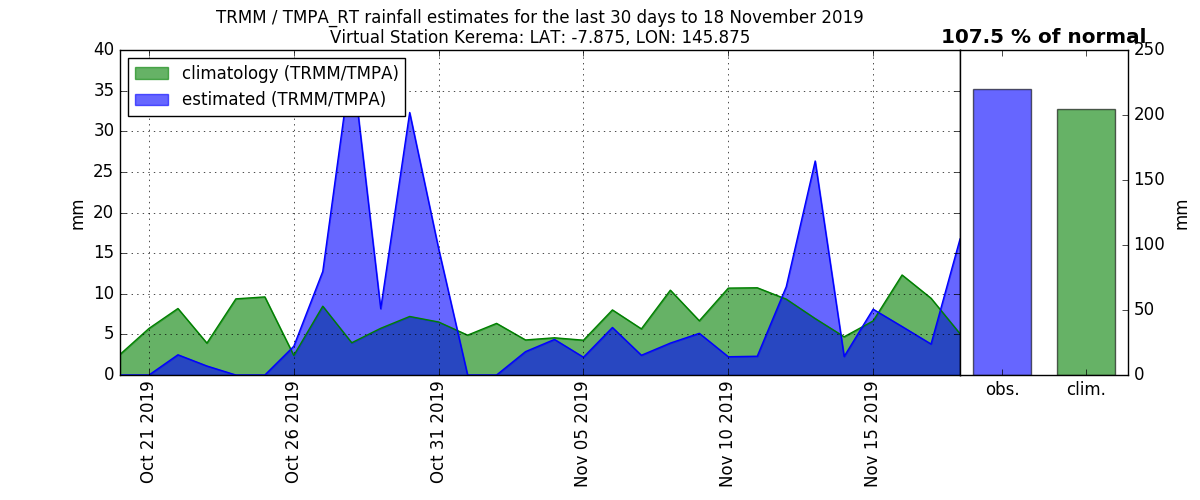 TRMM / TMPA_RT rainfall estimates for the last 30 days to 18 November 2019
Virtual Station Kerema: LAT: -7.875, LON: 145.875
107.5 % of normal
climatology (TRMM/TMPA)
estimated (TRMM/TMPA)
40
35
30
25
20
15
10
5
0
mm
Oct 21 2019
Oct 26 2019
Oct 31 2019
Nov 05 2019
Nov 10 2019
Nov 15 2019
250
200
150
100
50
0
mm
obs.
clim.